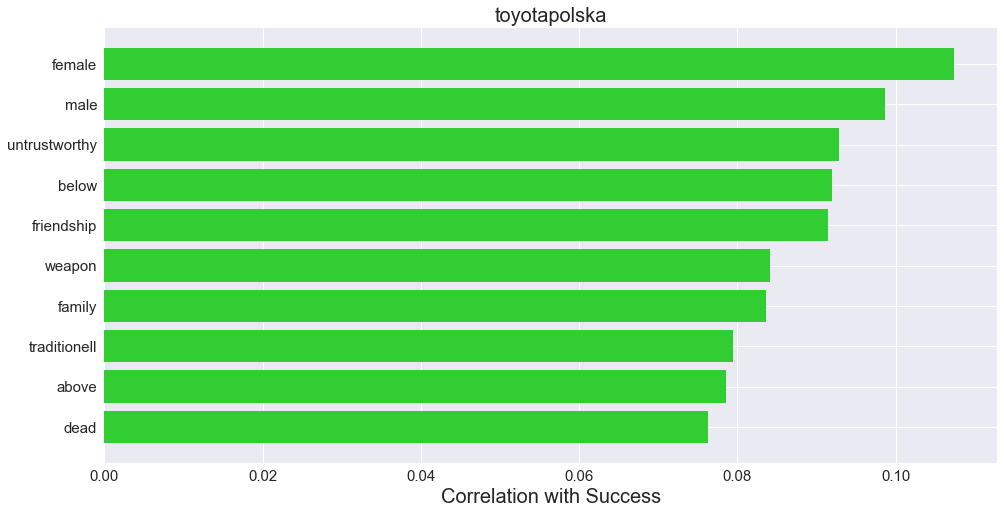 toyotapolska
female
male
untrustworthy
below
friendship
weapon
family
traditionell
above
dead
0.00 0.02 0.04 0.06 0.08 0.10
Correlation with Success